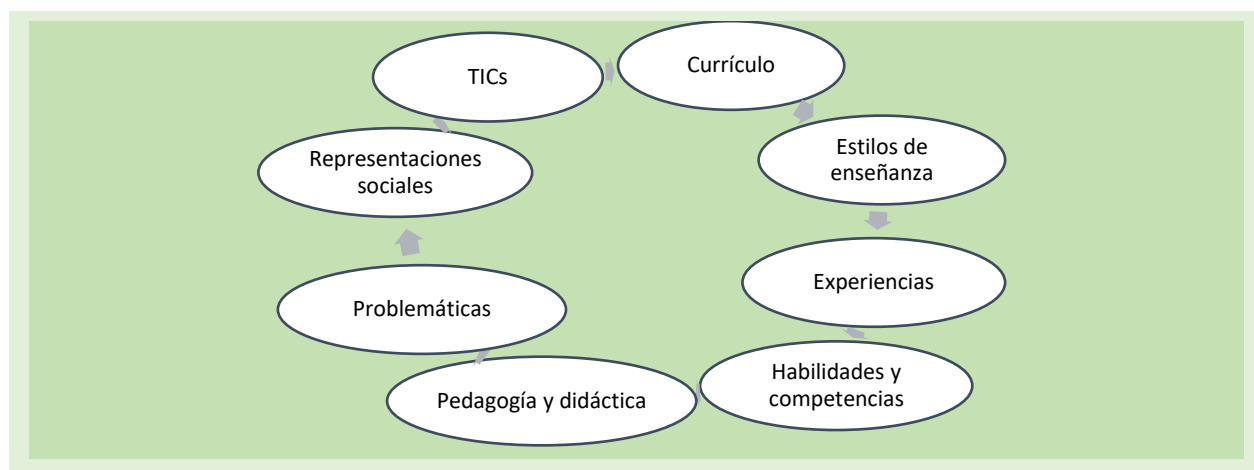 TICs
Currículo
Estilos de
enseñanza
Experiencias
Habilidades y
competencias
Pedagogía y didáctica
Problemáticas
Representaciones
sociales